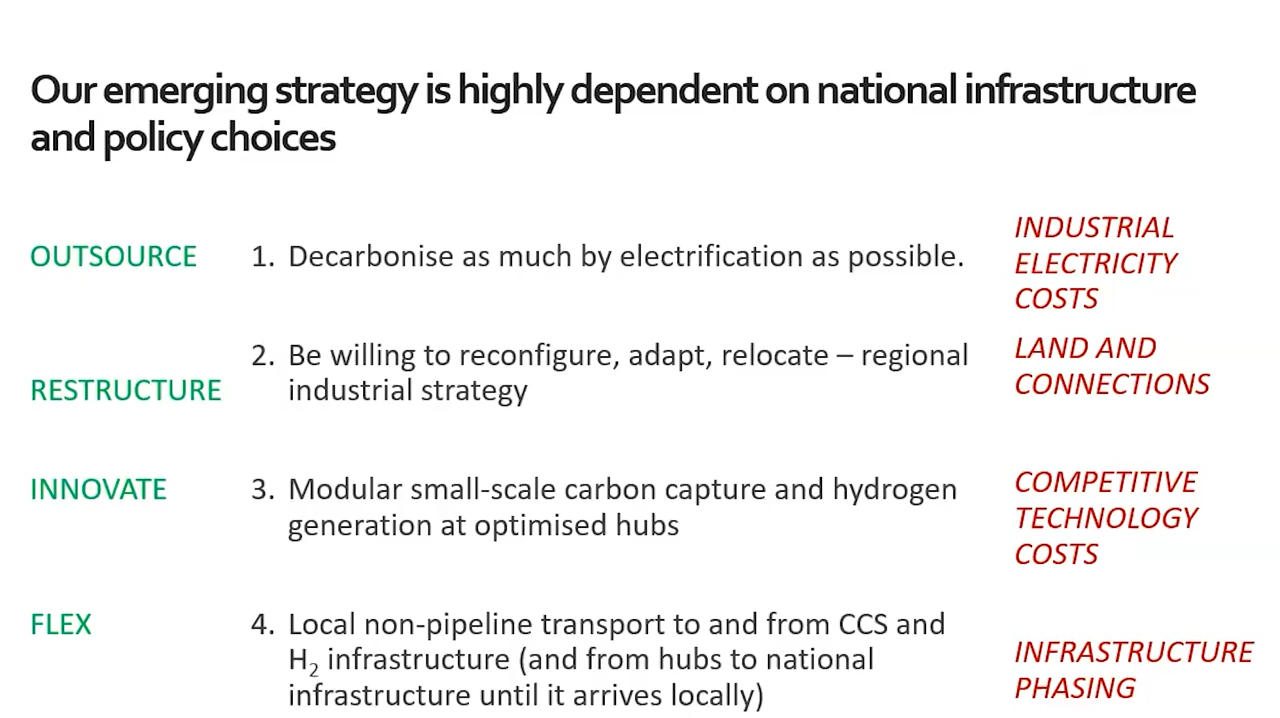 Our emerging strategy is highly dependent on national infrastructure
and policy choices
OUTSOURCE
1. Decarbonise as much by electrification as possible.
INDUSTRIAL
ELECTRICITY
COSTS
RESTRUCTURE
2. Be willing to reconfigure, adapt, relocate – regional
industrial strategy
LAND AND
CONNECTIONS
INNOVATE
3. Modular small-scale carbon capture and hydrogen
generation at optimised hubs
COMPETITIVE
TECHNOLOGY
COSTS
FLEX
4. Local non-pipeline transport to and from CCS and
H₂ infrastructure (and from hubs to national
infrastructure until it arrives locally)
INFRASTRUCTURE
PHASING